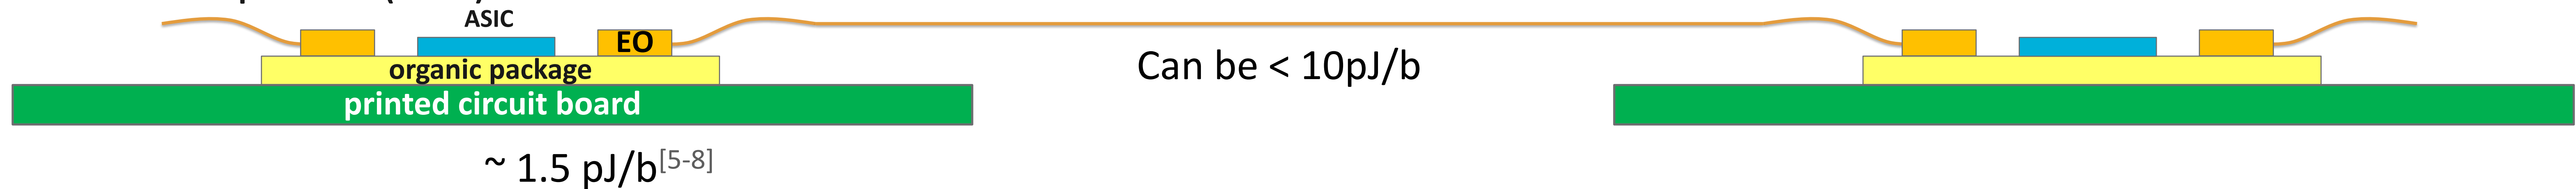 ASIC
EO
organic package
printed circuit board
Can be < 10pJ/b
~ 1.5 pJ/b[5-8]